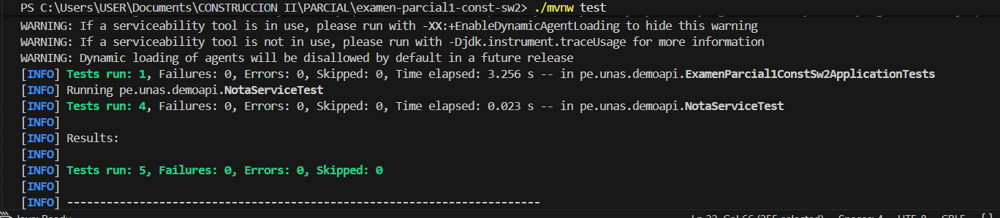 PS C:\Users\USER\Documents\CONSTRUCCION II\PARCIAL\examen-parcial1-const-sw2> ./mvnw test
WARNING: If a serviceability tool is in use, please run with -XX:+EnableDynamicAgentLoading to hide this warning
WARNING: If a serviceability tool is not in use, please run with -Djdk.instrument.traceUsage for more information
WARNING: Dynamic loading of agents will be disallowed by default in a future release
[INFO] Tests run: 1, Failures: 0, Errors: 0, Skipped: 0, Time elapsed: 3.256 s -- in pe.unas.demoapi.ExamenParcial1ConstSw2ApplicationTests
[INFO] Running pe.unas.demoapi.NotaServiceTest
[INFO] Tests run: 4, Failures: 0, Errors: 0, Skipped: 0, Time elapsed: 0.023 s -- in pe.unas.demoapi.NotaServiceTest
[INFO]
[INFO] Results:
[INFO]
[INFO] Tests run: 5, Failures: 0, Errors: 0, Skipped: 0
[INFO]
[INFO] ------------------------------------------------------------------------